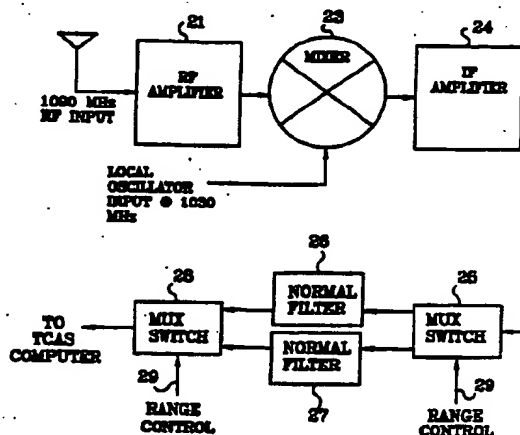 21
23
24
MIXER
RF
AMPLIFIER
IF
AMPLIFIER
1090 MHz
RF INPUT
LOCAL
OSCILLATOR
INPUT @ 1030
MHz
28
26
25
TO
TCAS
COMPUTER
MUX
SWITCH
NORMAL
FILTER
MUX
SWITCH
NORMAL
FILTER
29
27
29
RANGE
CONTROL
RANGE
CONTROL